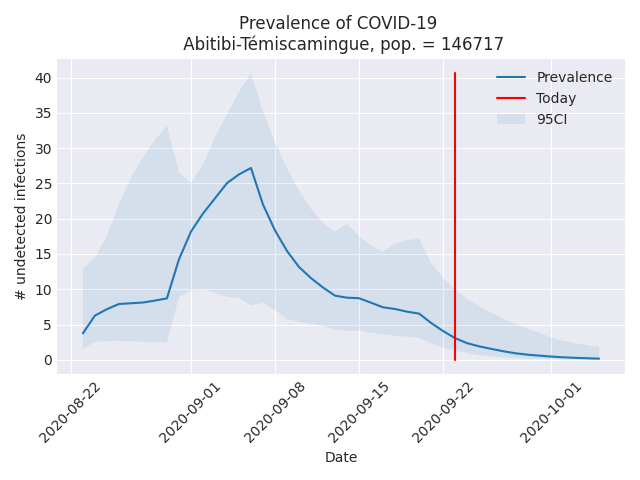 Prevalence of COVID-19
Abitibi-Témiscamingue, pop. = 146717
# undetected infections
40
35
30
25
20
15
10
5
0
Prevalence
Today
95CI
2020-08-22
2020-09-01
2020-09-08
2020-09-15
2020-09-22
2020-10-01
Date